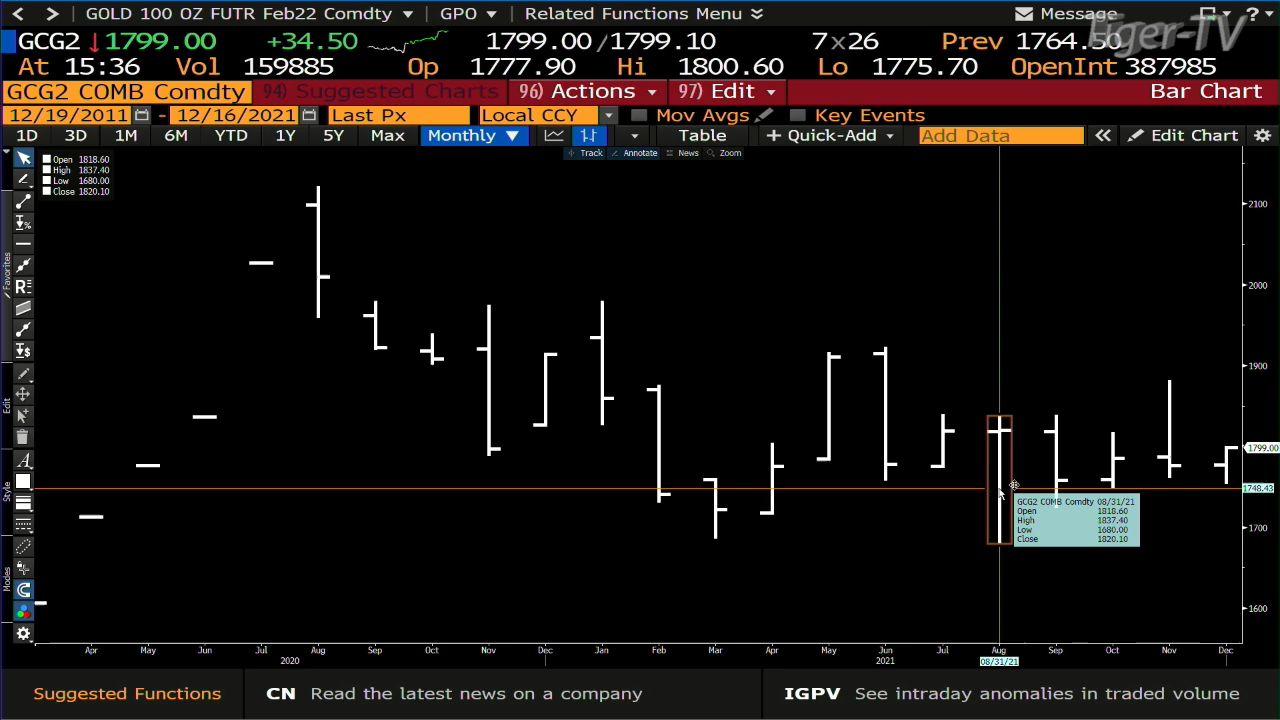 GOLD 100 OZ FUTR Feb22 Comdty GPO Related Functions Menu Message ?
Tiger-TV
GCG2 1799.00 +34.50 1799.00/1799.10 7x26 Prev 1764.50
At 15:36 Vol 159885 Op 1777.90 Hi 1800.60 Lo 1775.70 OpenInt 387985
GCG2 COMB Comdty 94) Suggested Charts 96) Actions 97) Edit Bar Chart
12/19/2011 - 12/16/2021 Last Px Local CCY Mov Avgs Key Events
1D 3D 1M 6M YTD 1Y 5Y Max Monthly Table + Quick-Add Add Data Edit Chart
Track Annotate News Zoom
Open 1818.60
High 1837.40
Low 1680.00
Close 1820.10
2100
2000
1900
1799.00
1748.43
1700
1600
Favorites
Edit
Style
Modes
GCG2 COMB Comdty 08/31/21
Open 1818.60
High 1837.40
Low 1680.00
Close 1820.10
Apr May Jun Jul Aug Sep Oct Nov Dec Jan Feb Mar Apr May Jun Jul Aug Sep Oct Nov Dec
2020 2021 08/31/21
Suggested Functions CN Read the latest news on a company IGPV See intraday anomalies in traded volume